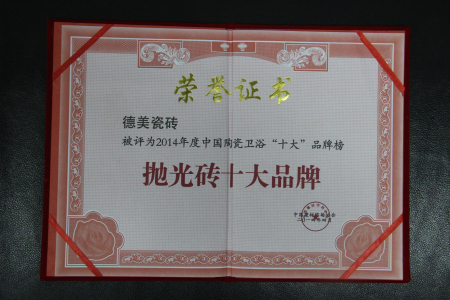 荣誉证书
德美瓷砖
被评为2014年度中国陶瓷卫浴“十大”品牌榜
抛光砖十大品牌